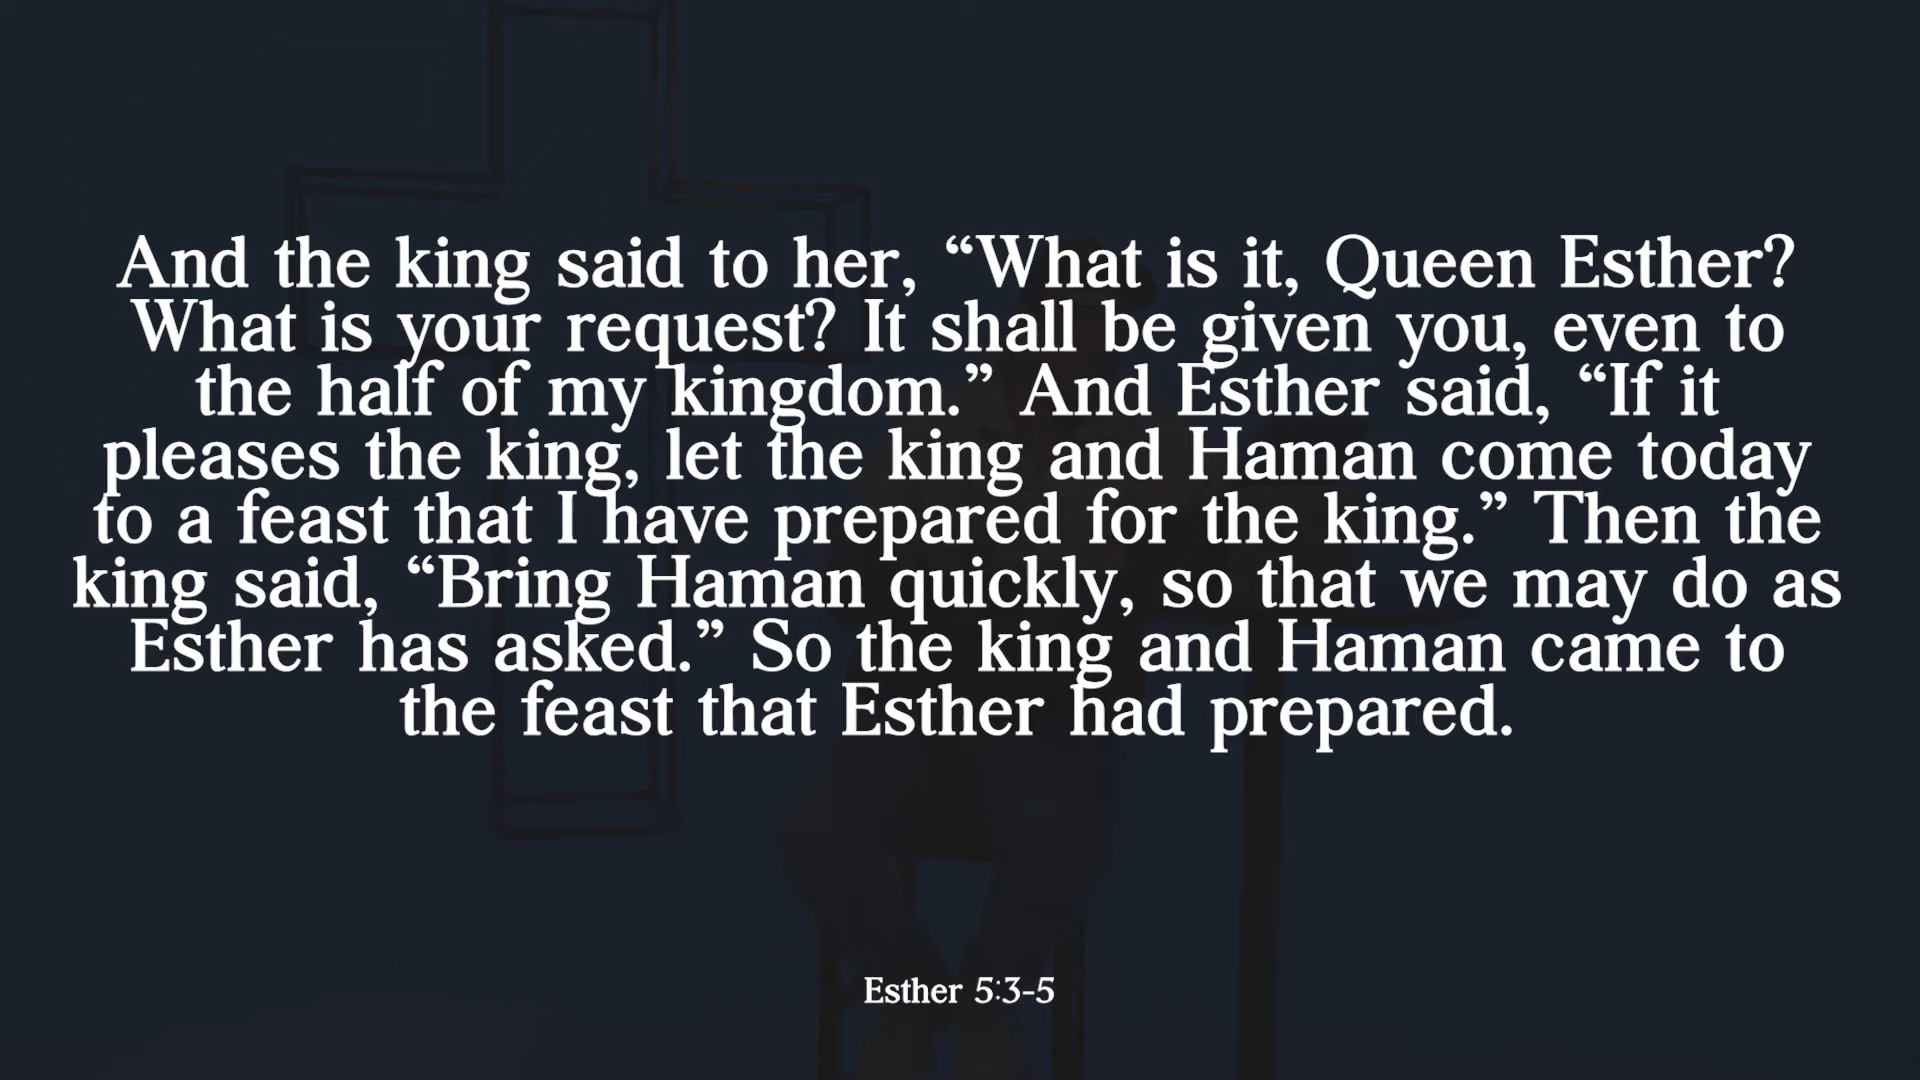 And the king said to her, “What is it, Queen Esther?
What is your request? It shall be given you, even to
the half of my kingdom.” And Esther said, “If it
pleases the king, let the king and Haman come today
to a feast that I have prepared for the king.” Then the
king said, “Bring Haman quickly, so that we may do as
Esther has asked.” So the king and Haman came to
the feast that Esther had prepared.
Esther 5:3-5